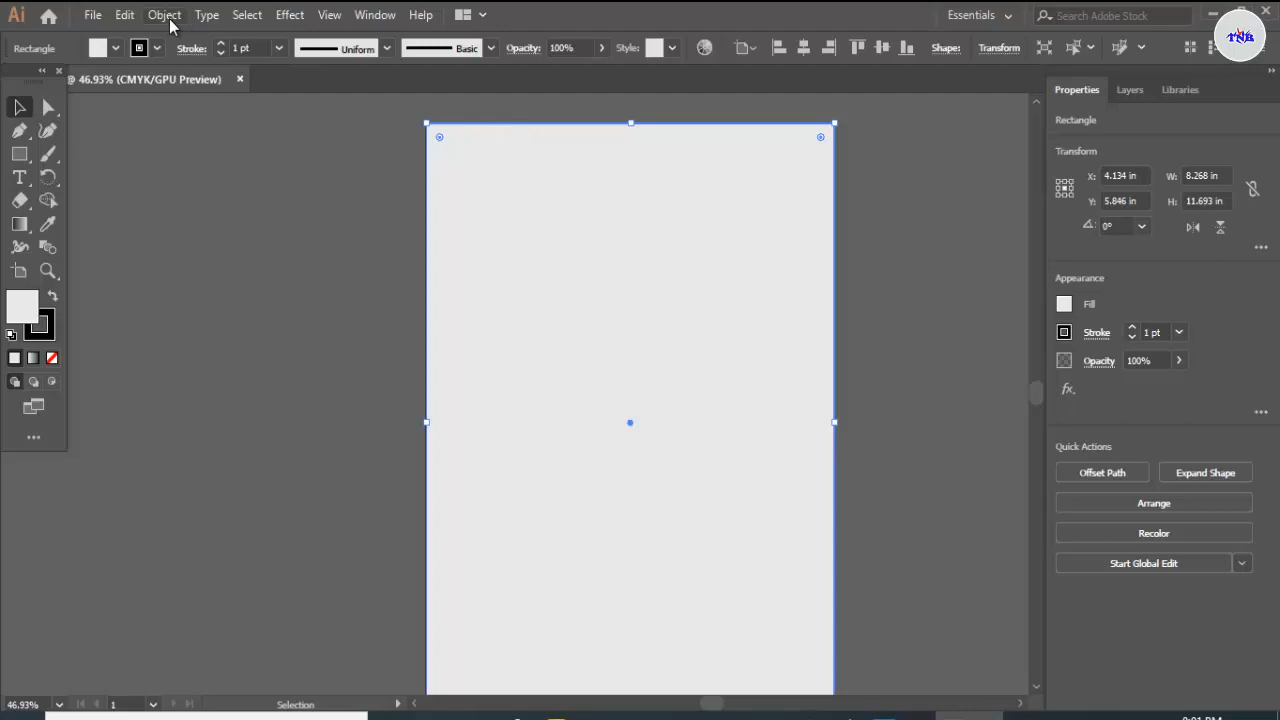 Ai File Edit Object Type Select Effect View Window Help Essentials Search Adobe Stock
Rectangle Stroke: 1 pt Uniform Basic Opacity: 100% Style: Shape: Transform
TNB
@ 46.93% (CMYK/GPU Preview) ×
Properties Layers Libraries
Rectangle
Transform
X: 4.134 in W: 8.268 in
Y: 5.846 in H: 11.693 in
0°
Appearance
Fill
Stroke 1 pt
Opacity 100%
fx.
Quick Actions
Offset Path Expand Shape
Arrange
Recolor
Start Global Edit
T
46.93% 1 Selection